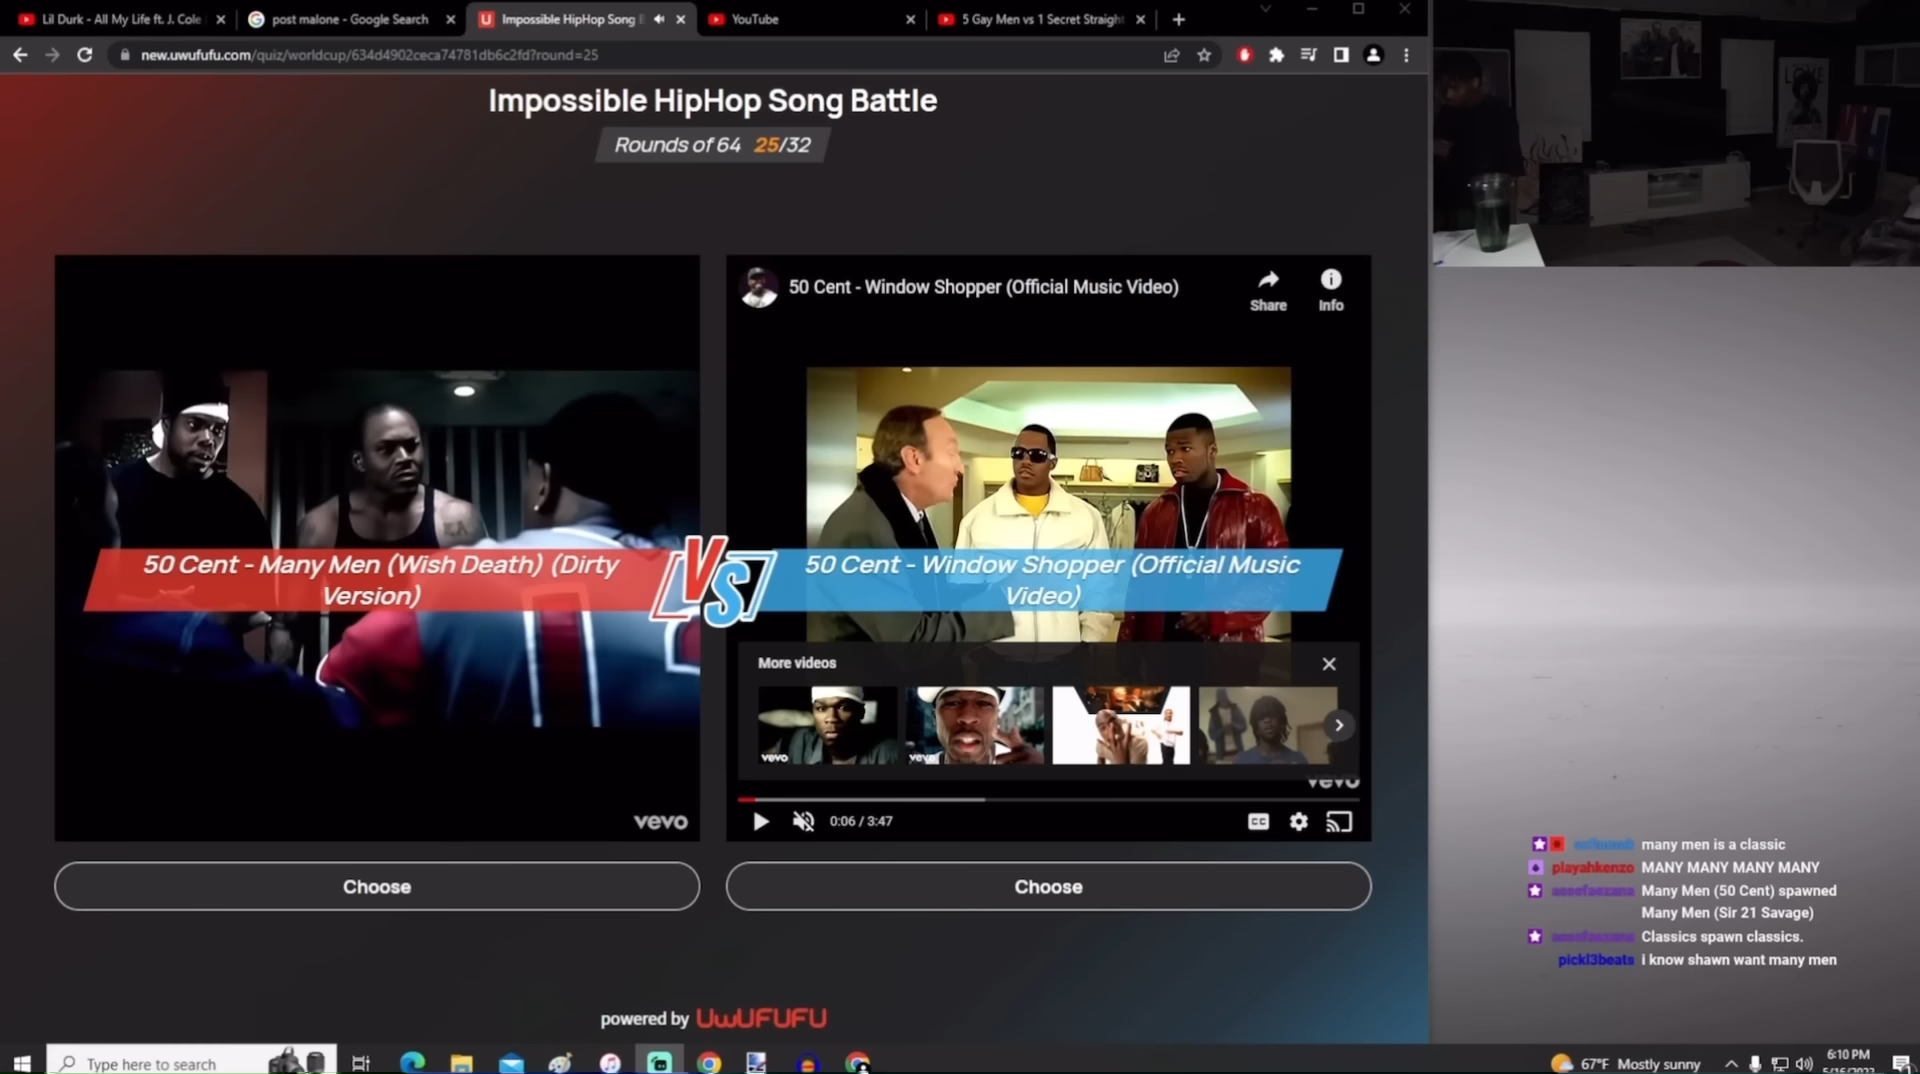 Lil Durk - All My Life ft. J. Cole
post malone - Google Search
Impossible HipHop Song
YouTube
5 Gay Men vs 1 Secret Straight
new.uwufufu.com/quiz/worldcup/634d4902ceca74781db6c2fd?round=25
Impossible HipHop Song Battle
Rounds of 64 25/32
50 Cent - Window Shopper (Official Music Video)
Share
Info
LOVE
50 Cent - Many Men (Wish Death) (Dirty
Version)
VS
50 Cent - Window Shopper (Official Music
Video)
More videos
vevo
vevo
vevo
vevo
0:06 / 3:47
CC
Choose
Choose
many men is a classic
playahkenzo MANY MANY MANY MANY
Many Men (50 Cent) spawned
Many Men (Sir 21 Savage)
Classics spawn classics.
pickl3beats i know shawn want many men
powered by UwUFUFU
Type here to search
67°F Mostly sunny
6:10 PM